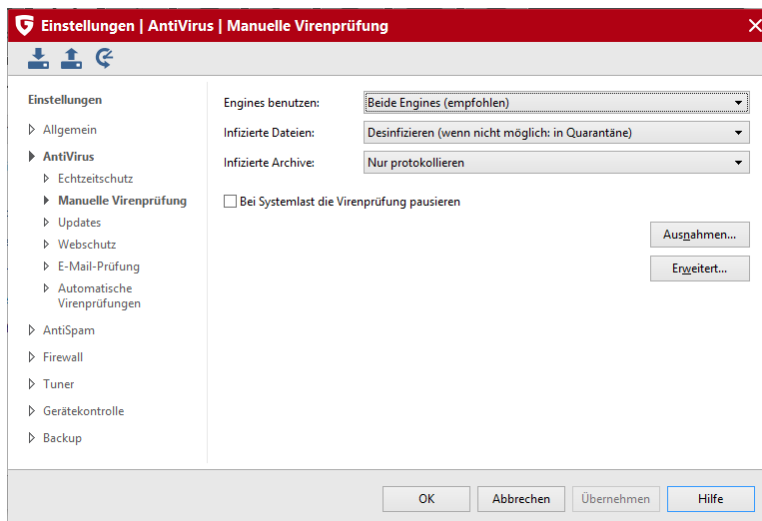 Einstellungen | AntiVirus | Manuelle Virenprüfung
Einstellungen
Allgemein
AntiVirus
Echtzeitschutz
Manuelle Virenprüfung
Updates
Webschutz
E-Mail-Prüfung
Automatische
Virenprüfungen
AntiSpam
Firewall
Tuner
Gerätekontrolle
Backup
Engines benutzen: Beide Engines (empfohlen)
Infizierte Dateien: Desinfizieren (wenn nicht möglich: in Quarantäne)
Infizierte Archive: Nur protokollieren
Bei Systemlast die Virenprüfung pausieren
Ausnahmen...
Erweitert...
OK Abbrechen Übernehmen Hilfe